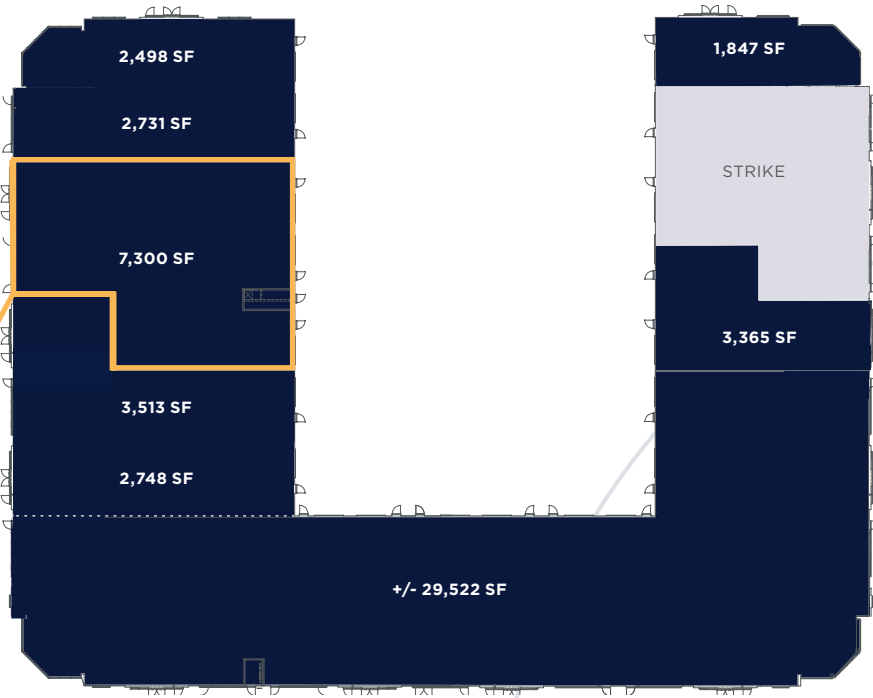 2,498 SF
1,847 SF
2,731 SF
STRIKE
7,300 SF
3,365 SF
3,513 SF
2,748 SF
+/- 29,522 SF